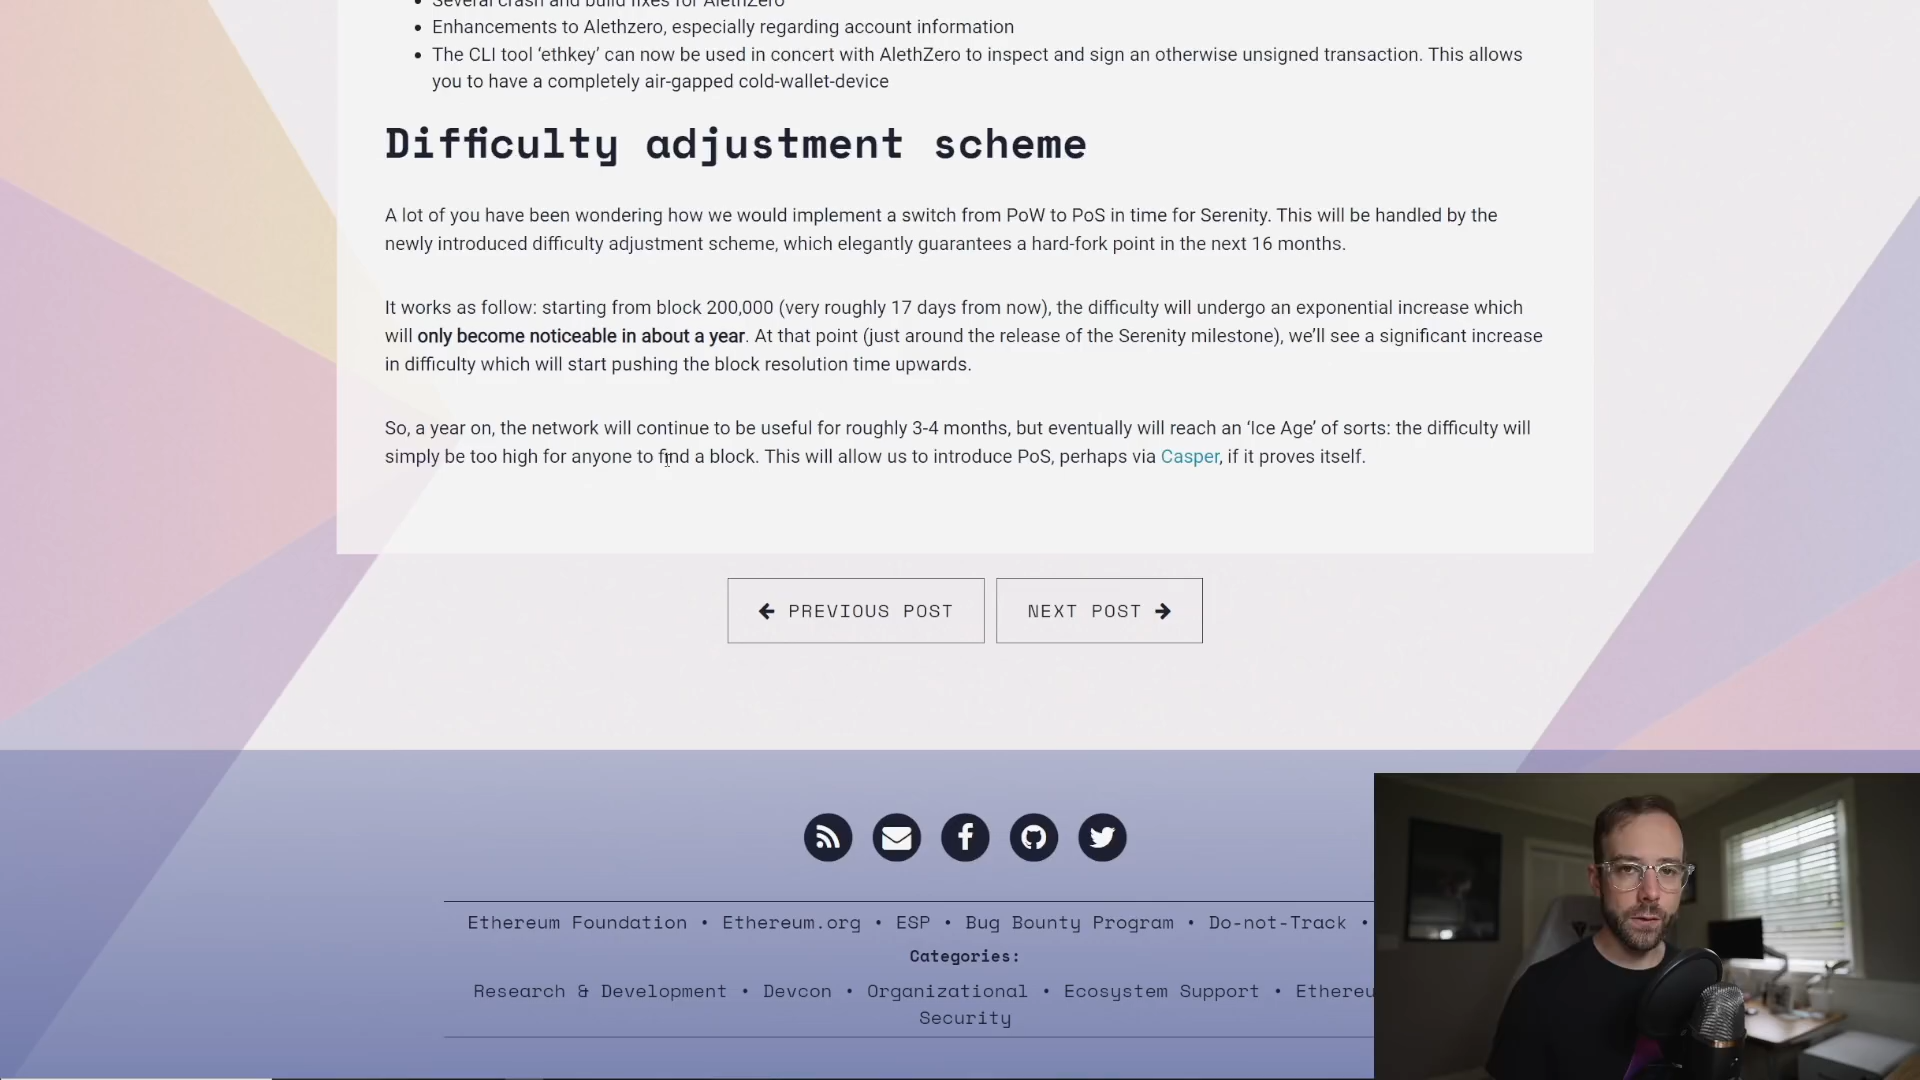 Several crash and build fixes for AlethZero
• Enhancements to Alethzero, especially regarding account information
• The CLI tool ‘ethkey’ can now be used in concert with AlethZero to inspect and sign an otherwise unsigned transaction. This allows
you to have a completely air-gapped cold-wallet-device
Difficulty adjustment scheme
A lot of you have been wondering how we would implement a switch from PoW to PoS in time for Serenity. This will be handled by the
newly introduced difficulty adjustment scheme, which elegantly guarantees a hard-fork point in the next 16 months.
It works as follow: starting from block 200,000 (very roughly 17 days from now), the difficulty will undergo an exponential increase which
will only become noticeable in about a year. At that point (just around the release of the Serenity milestone), we’ll see a significant increase
in difficulty which will start pushing the block resolution time upwards.
So, a year on, the network will continue to be useful for roughly 3-4 months, but eventually will reach an ‘Ice Age’ of sorts: the difficulty will
simply be too high for anyone to find a block. This will allow us to introduce PoS, perhaps via Casper, if it proves itself.
← PREVIOUS POST
NEXT POST →
Ethereum Foundation • Ethereum.org • ESP • Bug Bounty Program • Do-not-Track •
Categories:
Research & Development • Devcon • Organizational • Ecosystem Support • Ethereu
Security